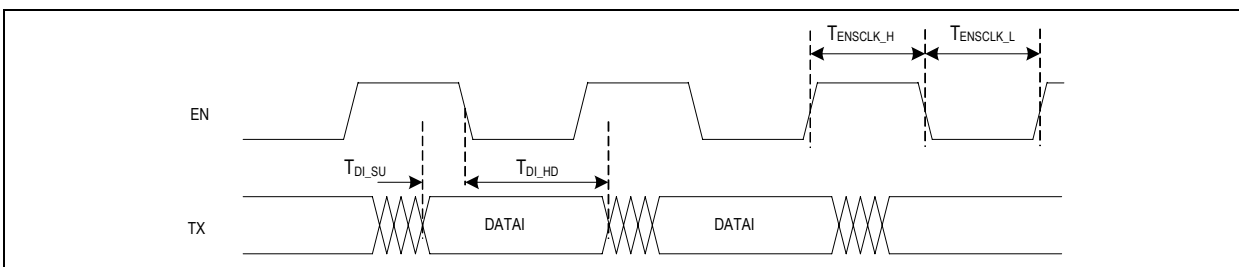 TENSCLK_H TENSCLK_L
EN
TDI_SU TDI_HD
TX DATAI DATAI